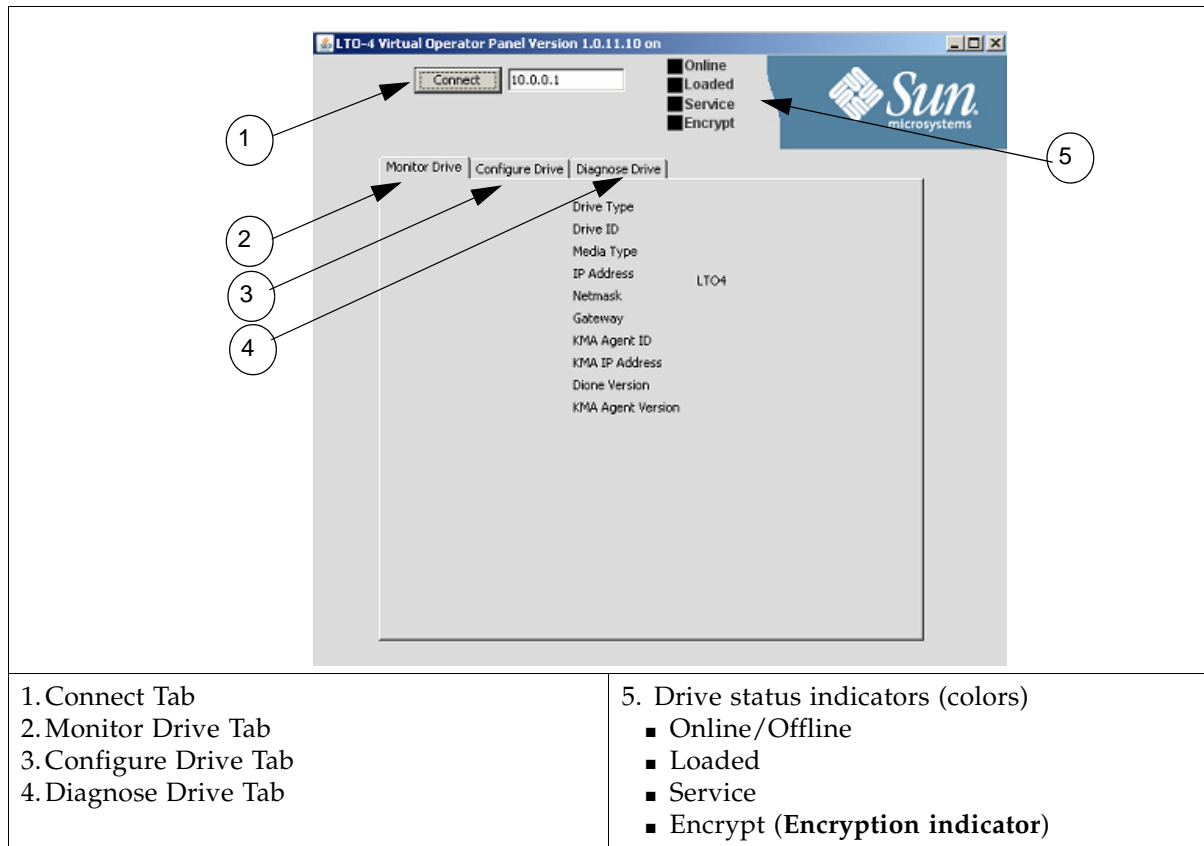 LTO-4 Virtual Operator Panel Version 1.0.11.10 on
Connect 10.0.0.1
Online
Loaded
Service
Encrypt
Sun
microsystems
1
5
Monitor Drive Configure Drive Diagnose Drive
2
3
4
Drive Type
Drive ID
Media Type
IP Address
LTO4
Netmask
Gateway
KMA Agent ID
KMA IP Address
Dione Version
KMA Agent Version
1. Connect Tab
2. Monitor Drive Tab
3. Configure Drive Tab
4. Diagnose Drive Tab
5. Drive status indicators (colors)
■ Online/Offline
■ Loaded
■ Service
■ Encrypt (Encryption indicator)